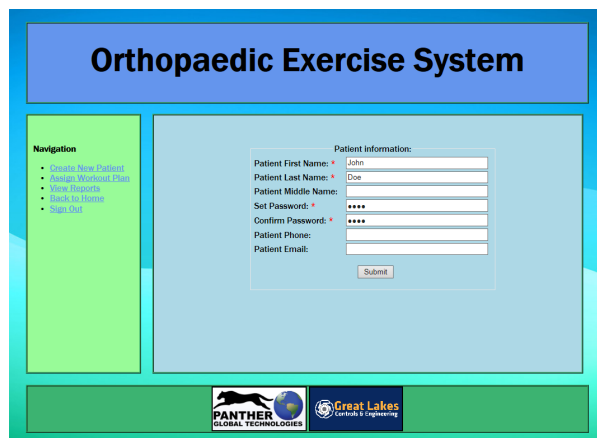 Orthopaedic Exercise System
Navigation
Create New Patient
Assign Workout Plan
View Reports
Back to Home
Sign Out
Patient information:
Patient First Name: * John
Patient Last Name: * Doe
Patient Middle Name:
Set Password: * ••••
Confirm Password: * ••••
Patient Phone:
Patient Email:
Submit
PANTHER
GLOBAL TECHNOLOGIES
Great Lakes
Controls & Engineering